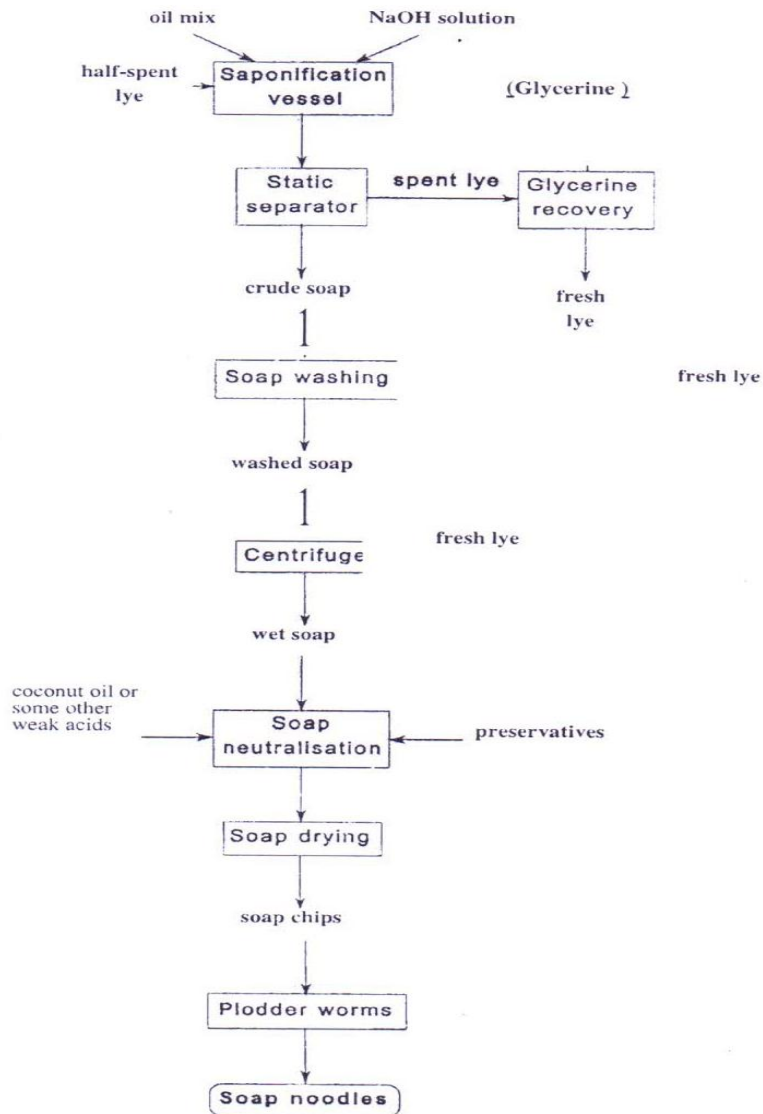 oil mix
NaOH solution
half-spent
lye
Saponification
vessel
(Glycerine )
Static
separator
spent lye
Glycerine
recovery
crude soap
fresh
lye
Soap washing
fresh lye
washed soap
fresh lye
Centrifuge
wet soap
coconut oil or
some other
weak acids
Soap
neutralisation
preservatives
Soap drying
soap chips
Plodder worms
Soap noodles